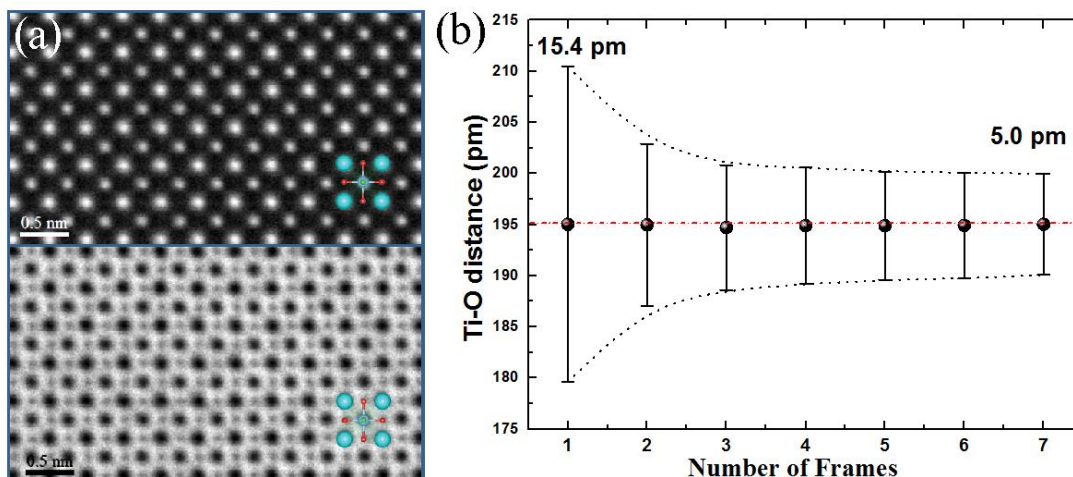 (a)
0.5 nm
0.5 nm
(b)
15.4 pm
5.0 pm
Ti-O distance (pm)
215
210
205
200
195
190
185
180
175
1 2 3 4 5 6 7
Number of Frames